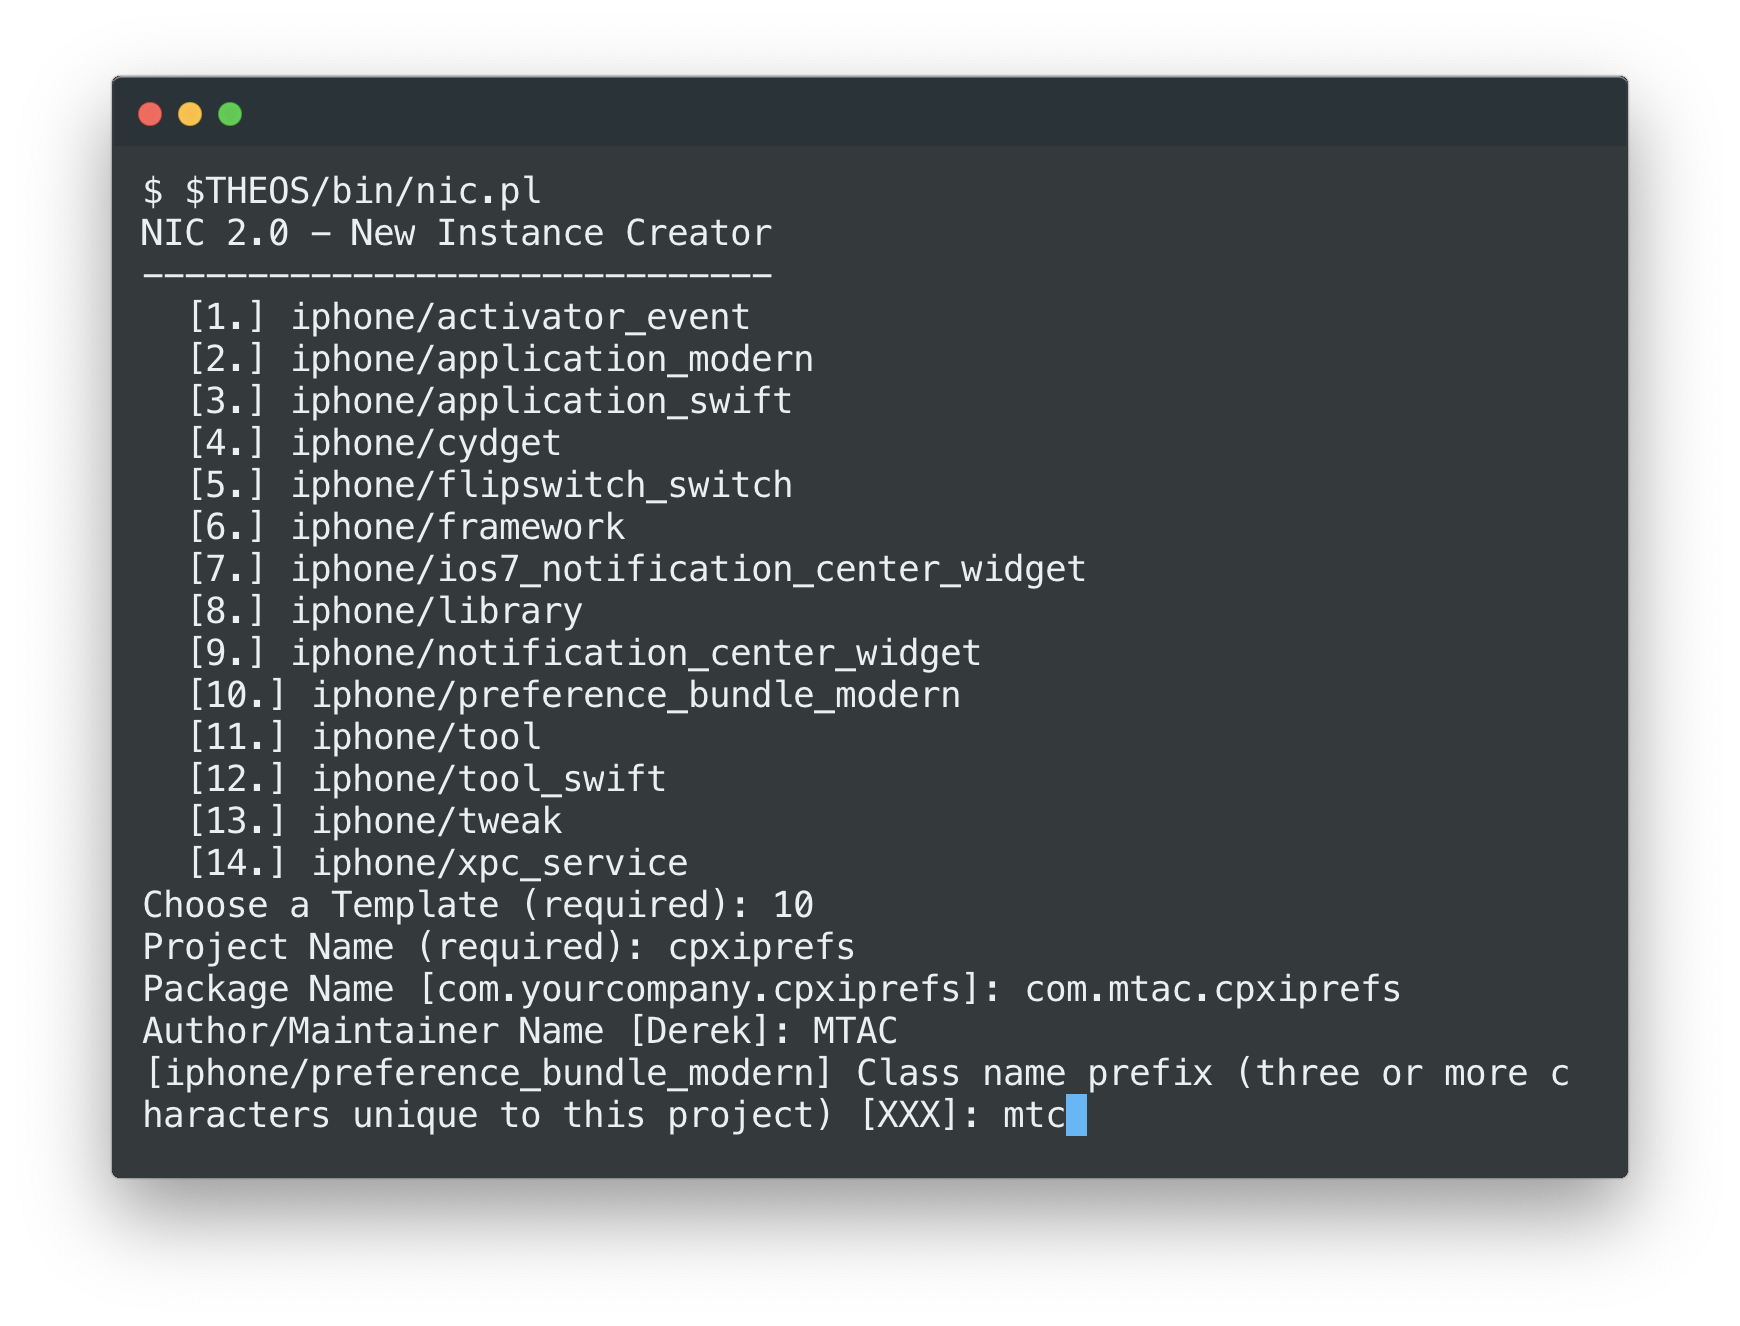 $ $THEOS/bin/nic.pl
NIC 2.0 - New Instance Creator
------------------------------
  [1.] iphone/activator_event
  [2.] iphone/application_modern
  [3.] iphone/application_swift
  [4.] iphone/cydget
  [5.] iphone/flipswitch_switch
  [6.] iphone/framework
  [7.] iphone/ios7_notification_center_widget
  [8.] iphone/library
  [9.] iphone/notification_center_widget
  [10.] iphone/preference_bundle_modern
  [11.] iphone/tool
  [12.] iphone/tool_swift
  [13.] iphone/tweak
  [14.] iphone/xpc_service
Choose a Template (required): 10
Project Name (required): cpxiprefs
Package Name [com.yourcompany.cpxiprefs]: com.mtac.cpxiprefs
Author/Maintainer Name [Derek]: MTAC
[iphone/preference_bundle_modern] Class name prefix (three or more c
haracters unique to this project) [XXX]: mtc